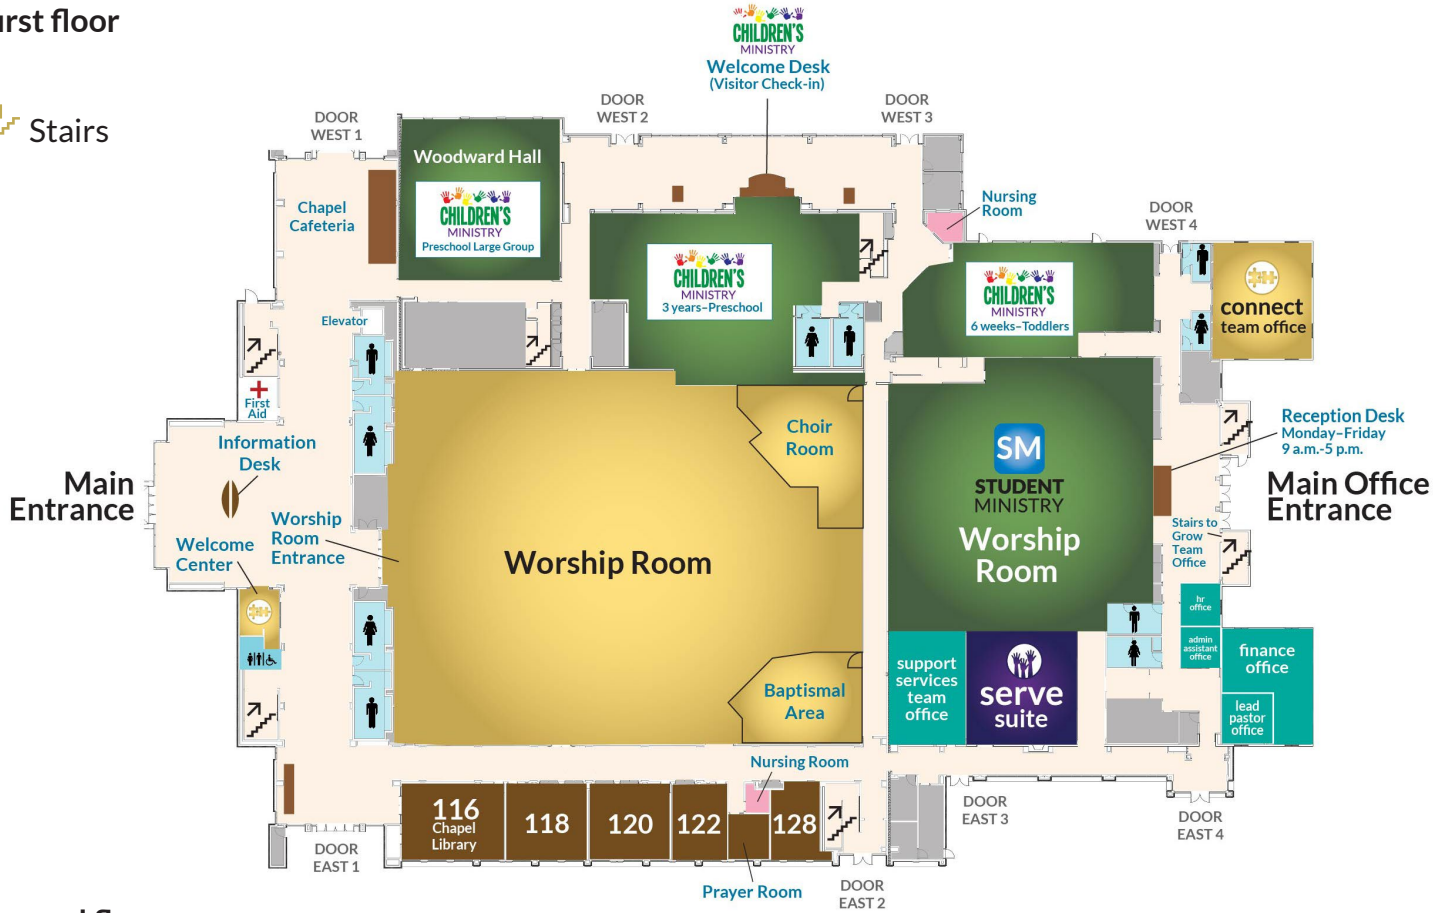 first floor
Stairs
CHILDREN'S
MINISTRY
Welcome Desk
(Visitor Check-in)
DOOR
WEST 1
DOOR
WEST 2
DOOR
WEST 3
DOOR
WEST 4
Woodward Hall
CHILDREN'S
MINISTRY
Preschool Large Group
Chapel
Cafeteria
Nursing
Room
CHILDREN'S
MINISTRY
3 years–Preschool
CHILDREN'S
MINISTRY
6 weeks–Toddlers
connect
team office
Elevator
First
Aid
Information
Desk
Main
Entrance
Worship
Room
Entrance
Welcome
Center
Choir
Room
Worship Room
Baptismal
Area
SM
STUDENT
MINISTRY
Worship
Room
Reception Desk
Monday–Friday
9 a.m.-5 p.m.
Main Office
Entrance
Stairs to
Grow
Team
Office
hr
office
admin
assistant
office
finance
office
lead
pastor
office
support
services
team
office
serve
suite
Nursing Room
116
Chapel
Library
118
120
122
128
Prayer Room
DOOR
EAST 1
DOOR
EAST 2
DOOR
EAST 3
DOOR
EAST 4